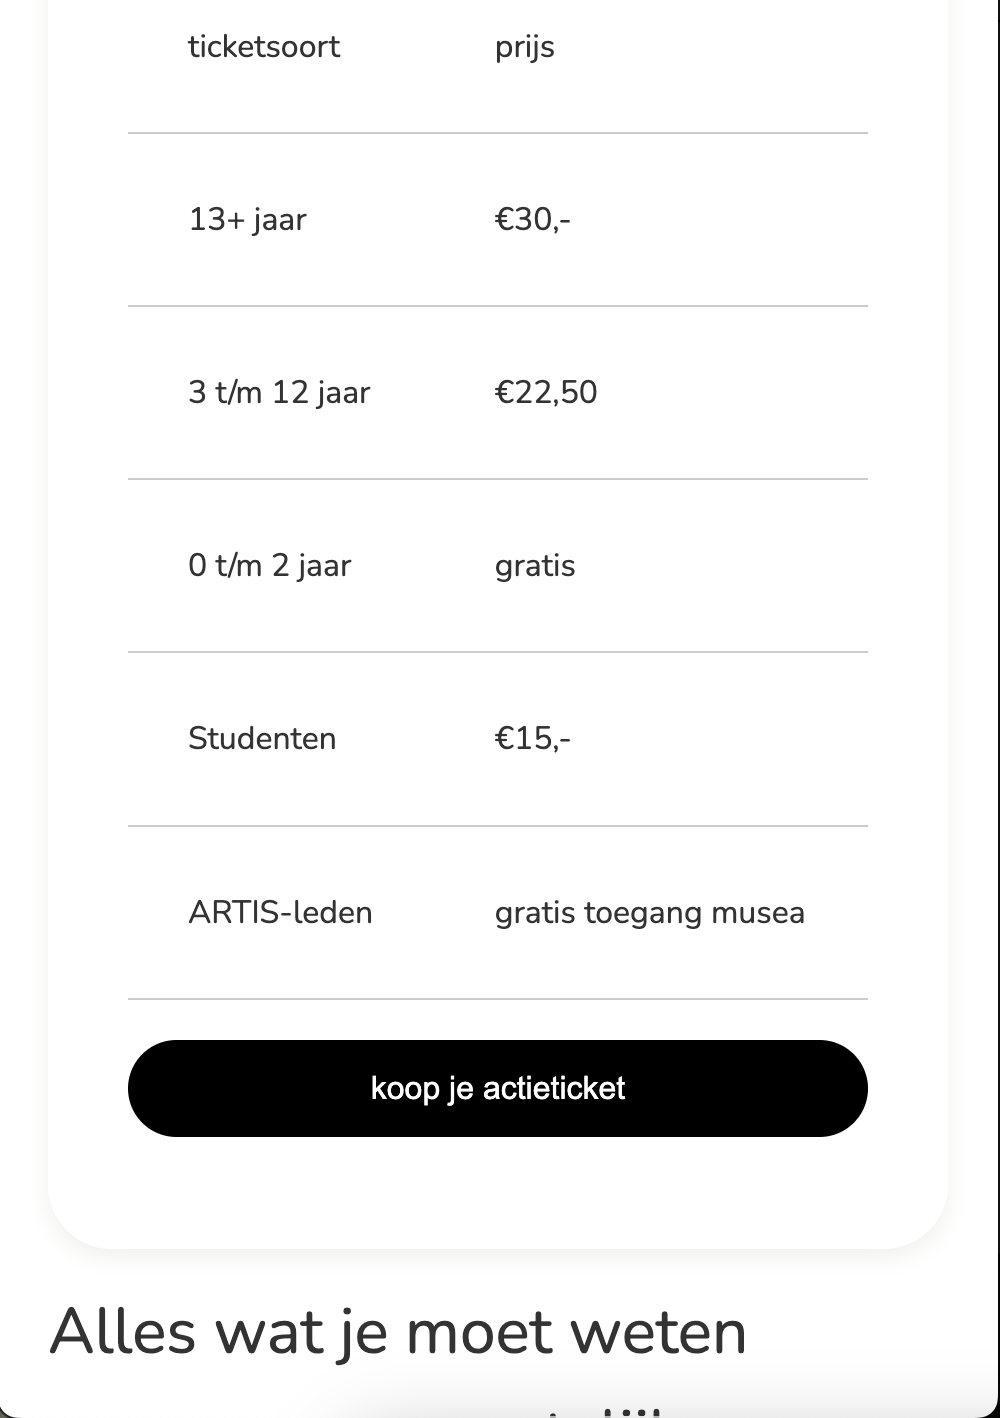 ticketsoort prijs
13+ jaar €30,-
3 t/m 12 jaar €22,50
0 t/m 2 jaar gratis
Studenten €15,-
ARTIS-leden gratis toegang musea
koop je actieticket
Alles wat je moet weten